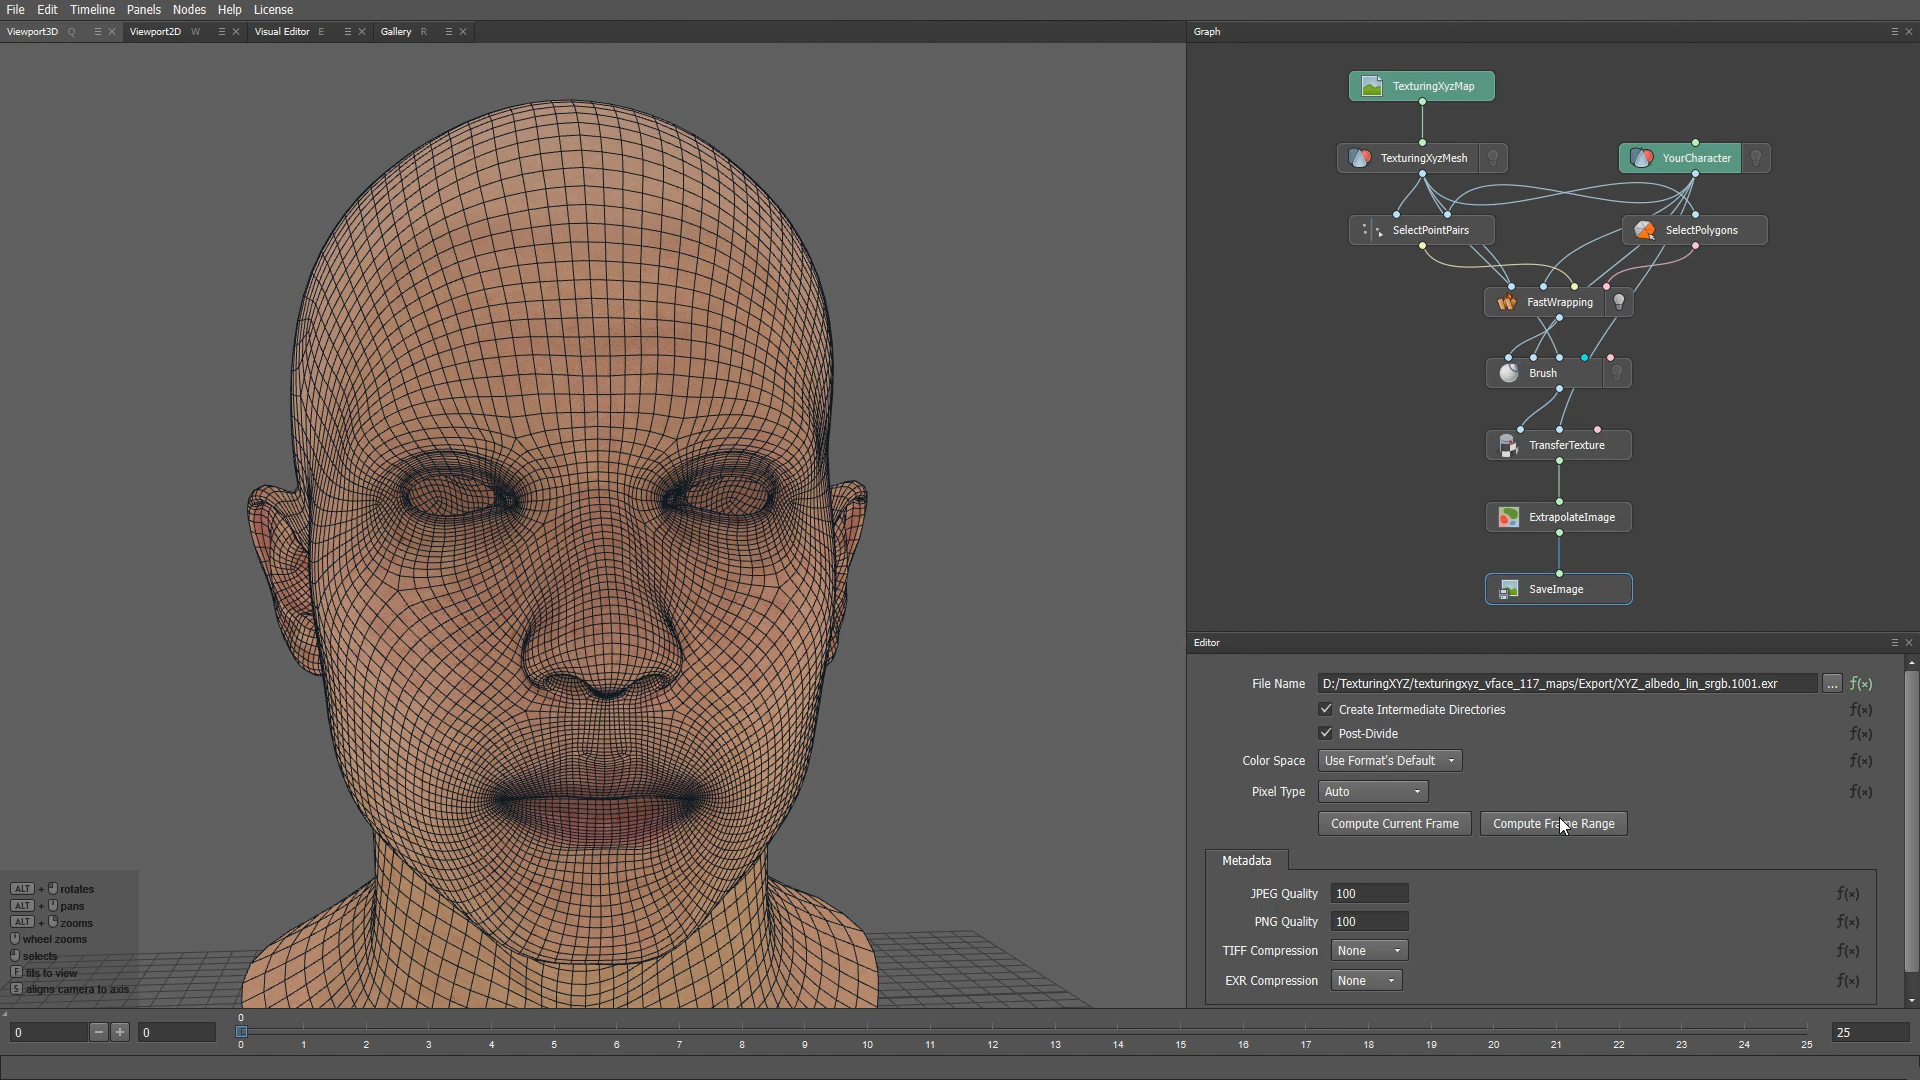 File Edit Timeline Panels Nodes Help License
Viewport3D Q Viewport2D W Visual Editor E Gallery R
Graph
TexturingXyzMap
TexturingXyzMesh YourCharacter
SelectPointPairs SelectPolygons
FastWrapping
Brush
TransferTexture
ExtrapolateImage
SaveImage
Editor
File Name D:/TexturingXYZ/texturingxyz_vface_117_maps/Export/XYZ_albedo_lin_srgb.1001.exr ... f(x)
Create Intermediate Directories f(x)
Post-Divide f(x)
Color Space Use Format's Default f(x)
Pixel Type Auto f(x)
Compute Current Frame Compute Frame Range
Metadata
JPEG Quality 100 f(x)
PNG Quality 100 f(x)
TIFF Compression None f(x)
EXR Compression None f(x)
ALT + rotates
ALT + pans
ALT + zooms
wheel zooms
selects
F fits to view
S aligns camera to axis
0 − + 0
0
0 1 2 3 4 5 6 7 8 9 10 11 12 13 14 15 16 17 18 19 20 21 22 23 24 25
25